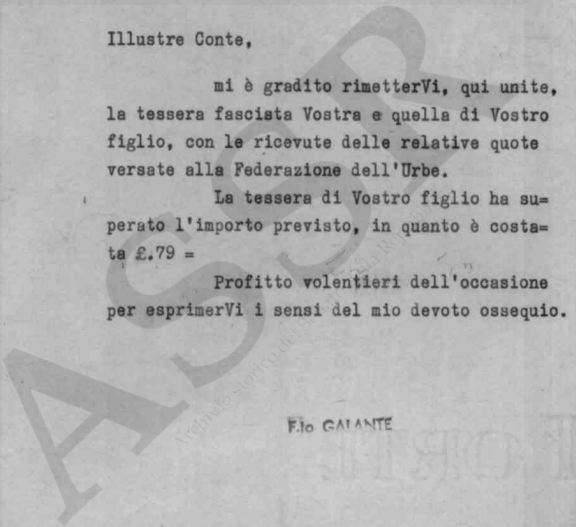 Illustre Conte,
mi è gradito rimetterVi, qui unite,
la tessera fascista Vostra e quella di Vostro
figlio, con le ricevute delle relative quote
versate alla Federazione dell'Urbe.
La tessera di Vostro figlio ha su=
perato l'importo previsto, in quanto è costa=
ta £.79 =
Profitto volentieri dell'occasione
per esprimerVi i sensi del mio devoto ossequio.
F.to GALANTE
ASSR